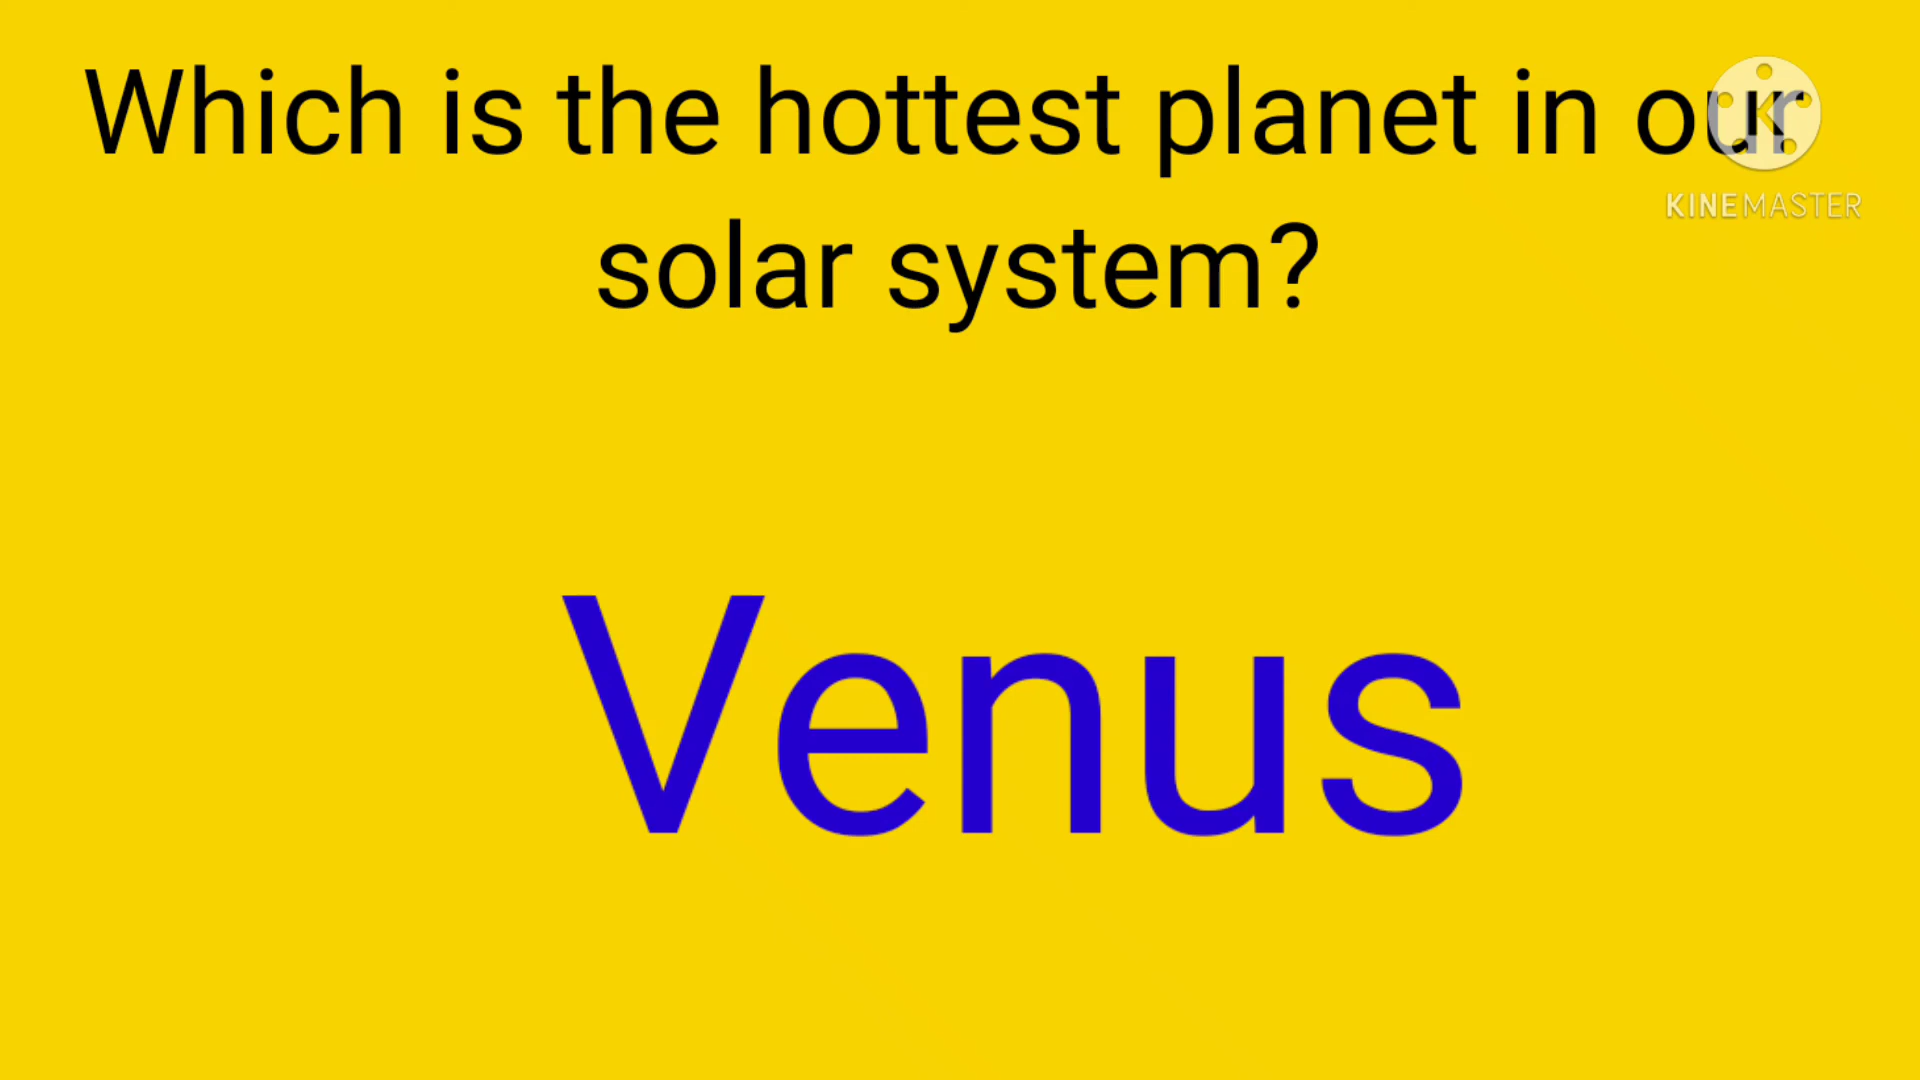 Which is the hottest planet in our
K
KINEMASTER
solar system?
Venus